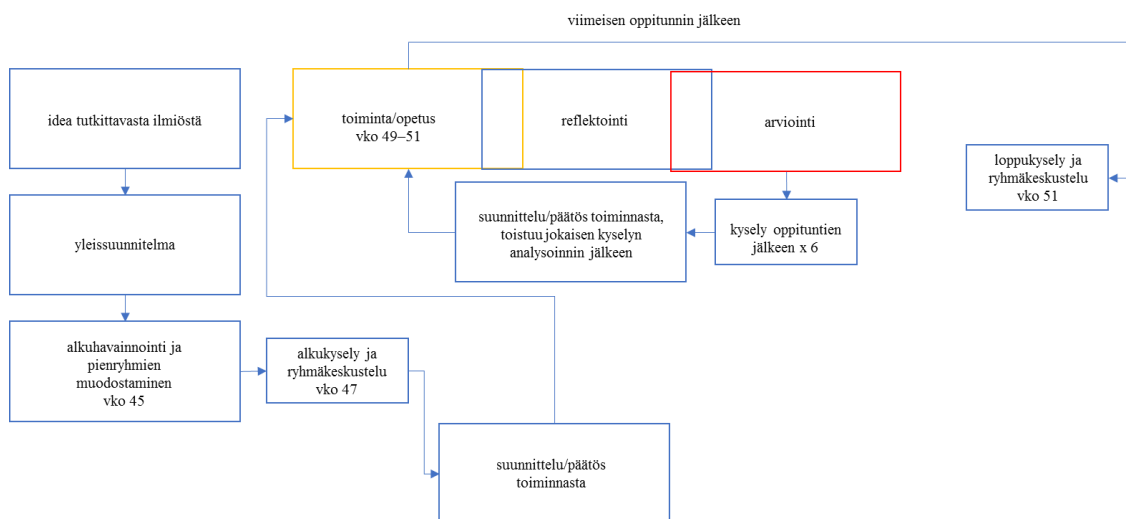 viimeisen oppitunnin jälkeen
idea tutkittavasta ilmiöstä
toiminta/opetus
vko 49–51
reflektointi
arviointi
loppukysely ja
ryhmäkeskustelu
vko 51
yleissuunnitelma
suunnittelu/päätös toiminnasta,
toistuu jokaisen kyselyn
analysoinnin jälkeen
kysely oppituntien
jälkeen x 6
alkuhavainnointi ja
pienryhmien
muodostaminen
vko 45
alkukysely ja
ryhmäkeskustelu
vko 47
suunnittelu/päätös
toiminnasta